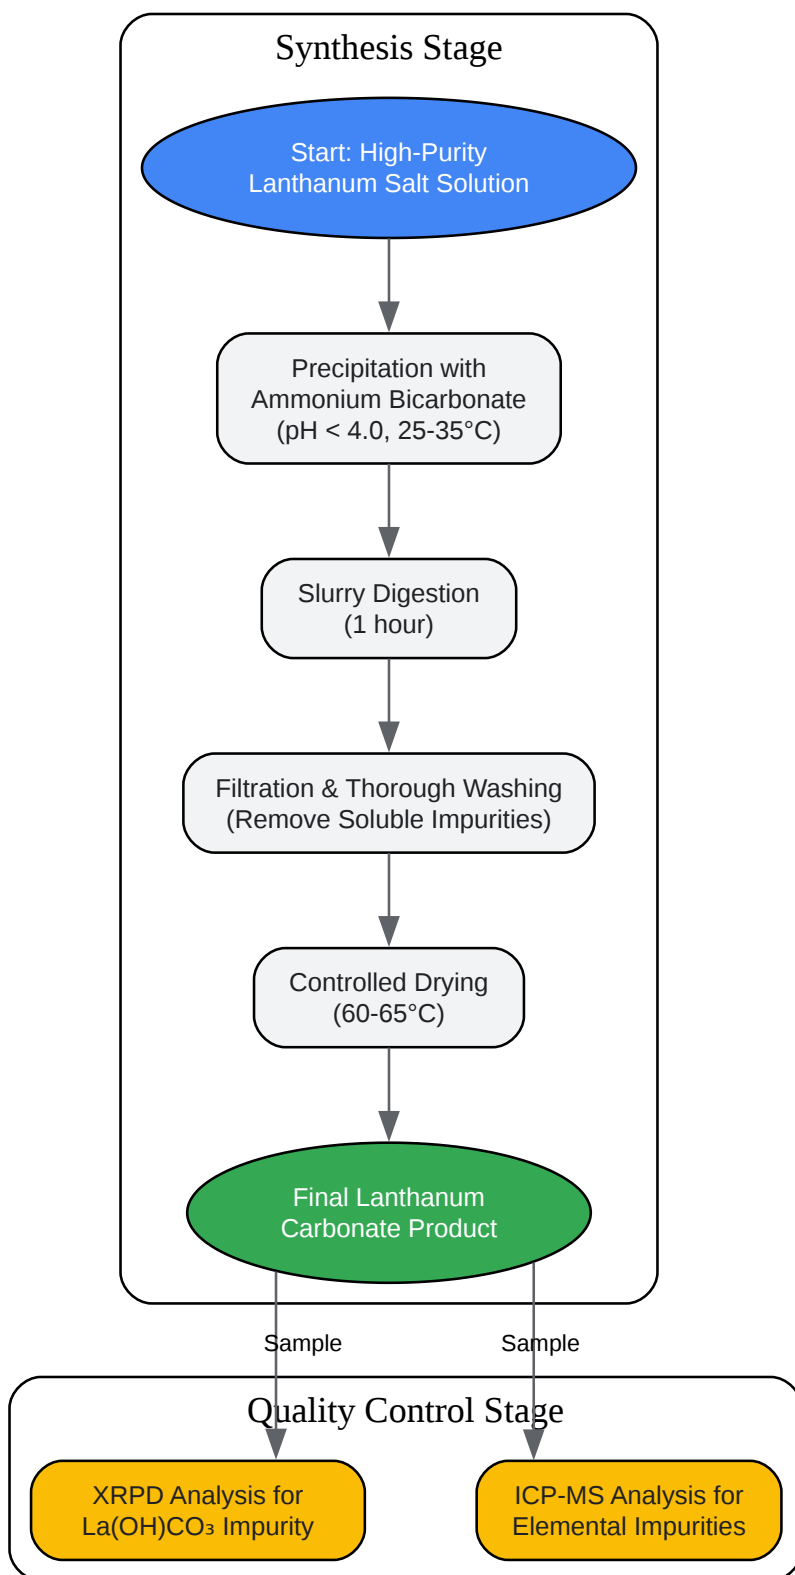 Synthesis Stage
Start: High-Purity
Lanthanum Salt Solution
Precipitation with
Ammonium Bicarbonate
(pH < 4.0, 25-35°C)
Slurry Digestion
(1 hour)
Filtration & Thorough Washing
(Remove Soluble Impurities)
Controlled Drying
(60-65°C)
Final Lanthanum
Carbonate Product
Sample
Sample
Quality Control Stage
XRPD Analysis for
La(OH)CO₃ Impurity
ICP-MS Analysis for
Elemental Impurities